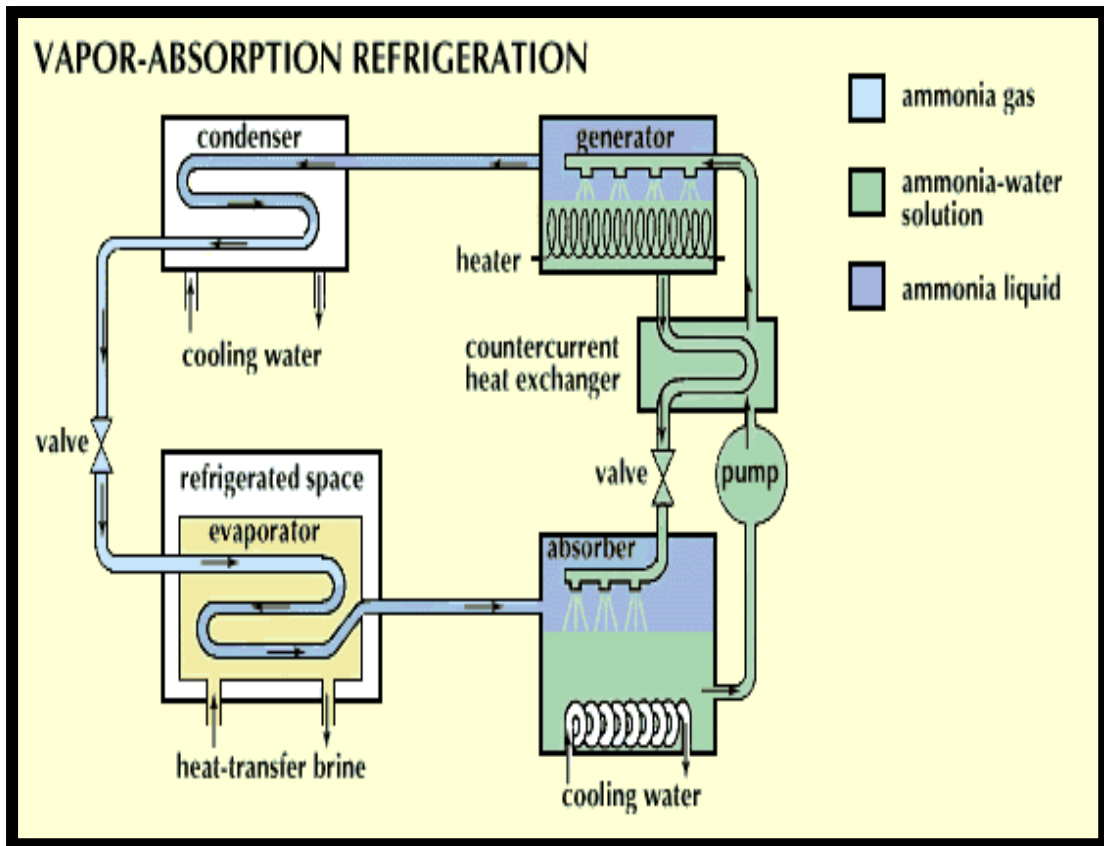 VAPOR-ABSORPTION REFRIGERATION
ammonia gas
ammonia-water
solution
ammonia liquid
condenser
generator
heater
cooling water
countercurrent
heat exchanger
valve
valve
pump
refrigerated space
evaporator
absorber
heat-transfer brine
cooling water